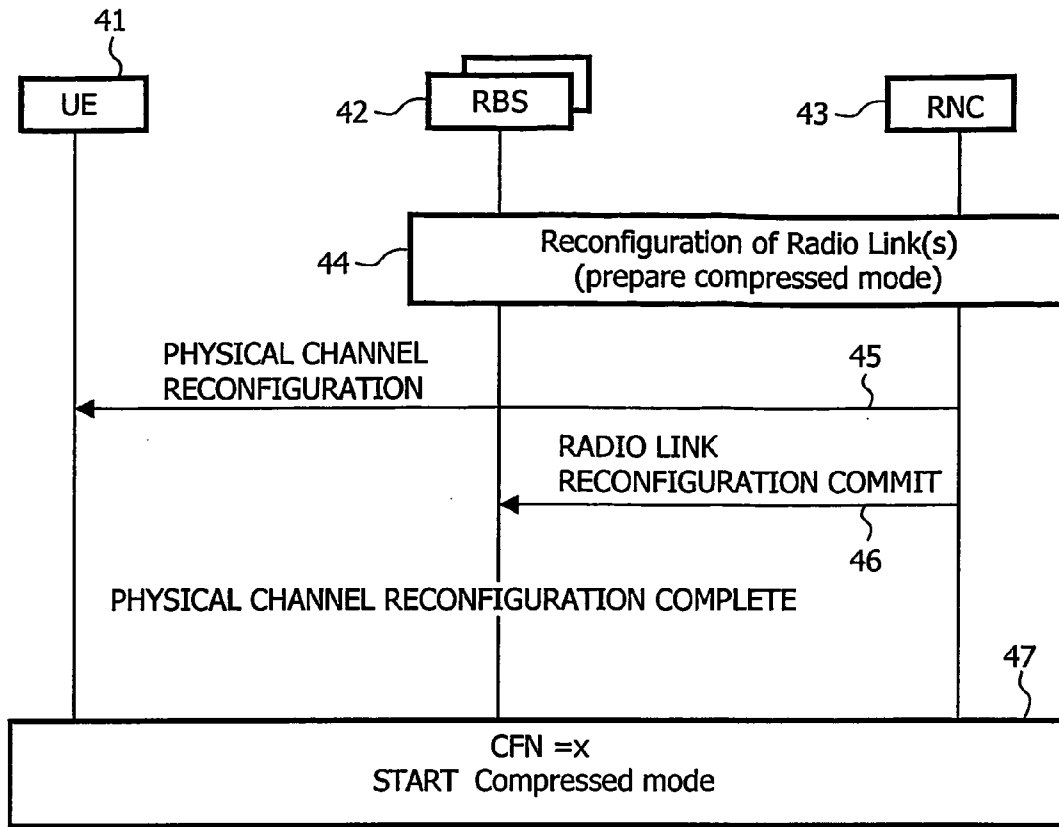 41
UE
42
RBS
43
RNC
44
Reconfiguration of Radio Link(s)
(prepare compressed mode)
PHYSICAL CHANNEL
RECONFIGURATION
45
RADIO LINK
RECONFIGURATION COMMIT
46
PHYSICAL CHANNEL RECONFIGURATION COMPLETE
47
CFN =x
START Compressed mode